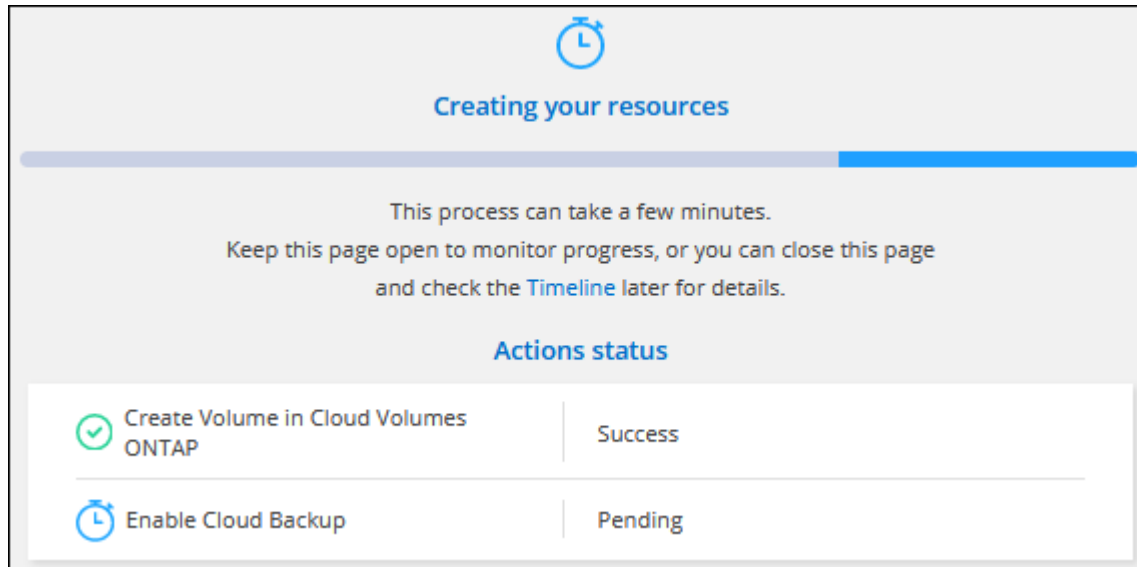 Creating your resources
This process can take a few minutes.
Keep this page open to monitor progress, or you can close this page
and check the Timeline later for details.
Actions status
Create Volume in Cloud Volumes
ONTAP
Success
Enable Cloud Backup
Pending